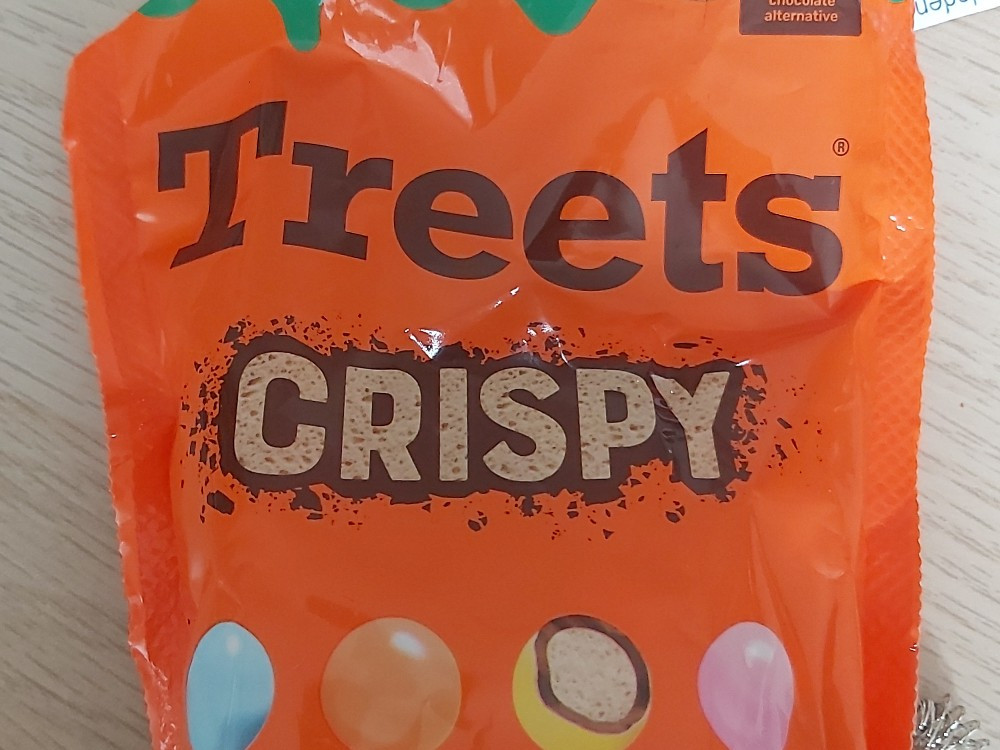 chocolate
alternative
Treets®
CRISPY